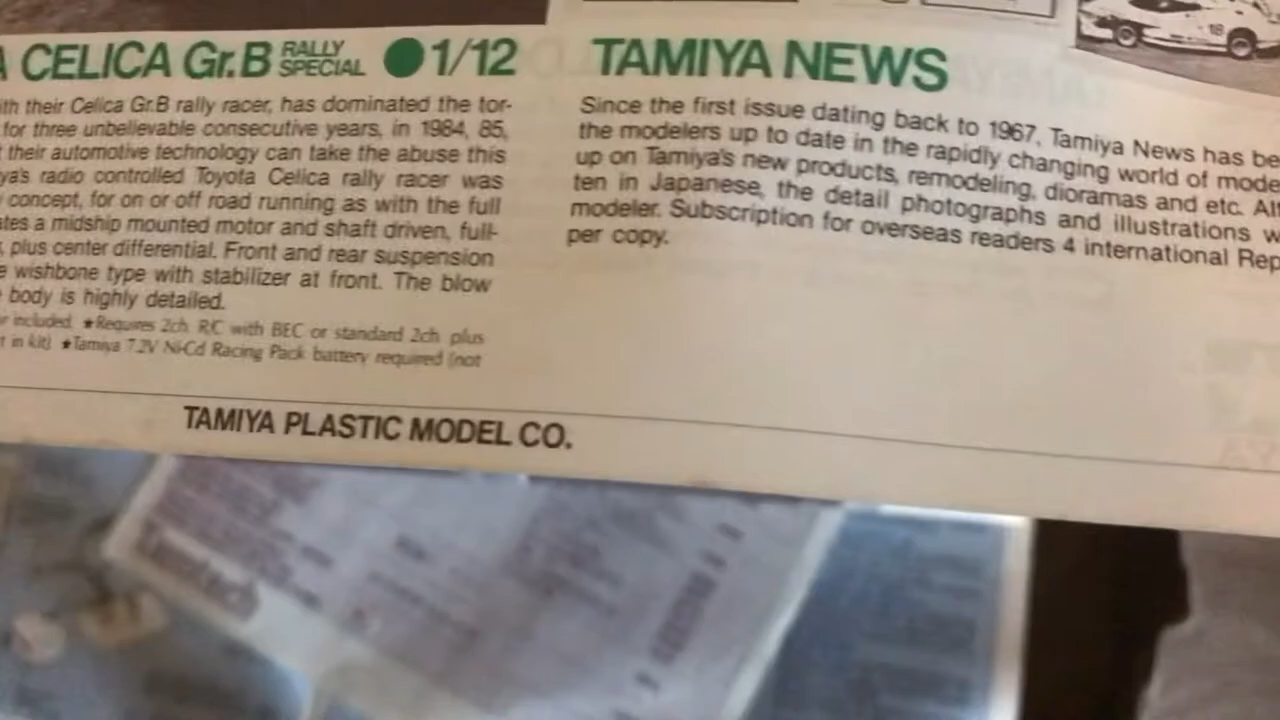 CELICA Gr.B RALLY SPECIAL ●1/12
ith their Celica Gr.B rally racer, has dominated the tor-
for three unbelievable consecutive years, in 1984, 85,
t their automotive technology can take the abuse this
ya's radio controlled Toyota Celica rally racer was
concept, for on or off road running as with the full
ates a midship mounted motor and shaft driven, full-
plus center differential. Front and rear suspension
e wishbone type with stabilizer at front. The blow
body is highly detailed.
r included. ★Requires 2ch. R/C with BEC or standard 2ch. plus
t in kit). ★Tamiya 7.2V Ni-Cd Racing Pack battery required (not
TAMIYA NEWS
Since the first issue dating back to 1967, Tamiya News has be
the modelers up to date in the rapidly changing world of mode
up on Tamiya's new products, remodeling, dioramas and etc. Alt
ten in Japanese, the detail photographs and illustrations w
modeler. Subscription for overseas readers 4 international Rep
per copy.
TAMIYA PLASTIC MODEL CO.